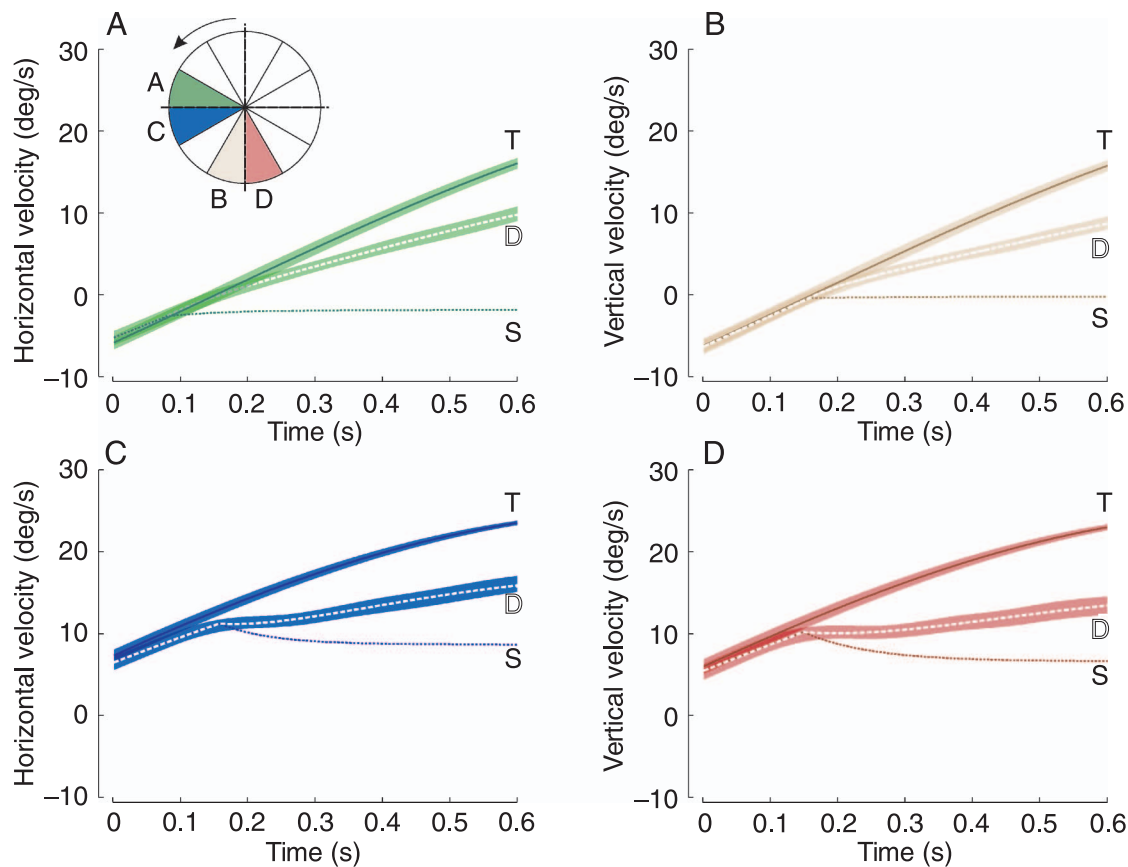 A
B
30
20
10
0
−10
Horizontal velocity (deg/s)
A
C
B D
T
𝔻
S
0 0.1 0.2 0.3 0.4 0.5 0.6
Time (s)
30
20
10
0
−10
Vertical velocity (deg/s)
T
𝔻
S
0 0.1 0.2 0.3 0.4 0.5 0.6
Time (s)
C
D
30
20
10
0
−10
Horizontal velocity (deg/s)
T
𝔻
S
0 0.1 0.2 0.3 0.4 0.5 0.6
Time (s)
30
20
10
0
−10
Vertical velocity (deg/s)
T
𝔻
S
0 0.1 0.2 0.3 0.4 0.5 0.6
Time (s)